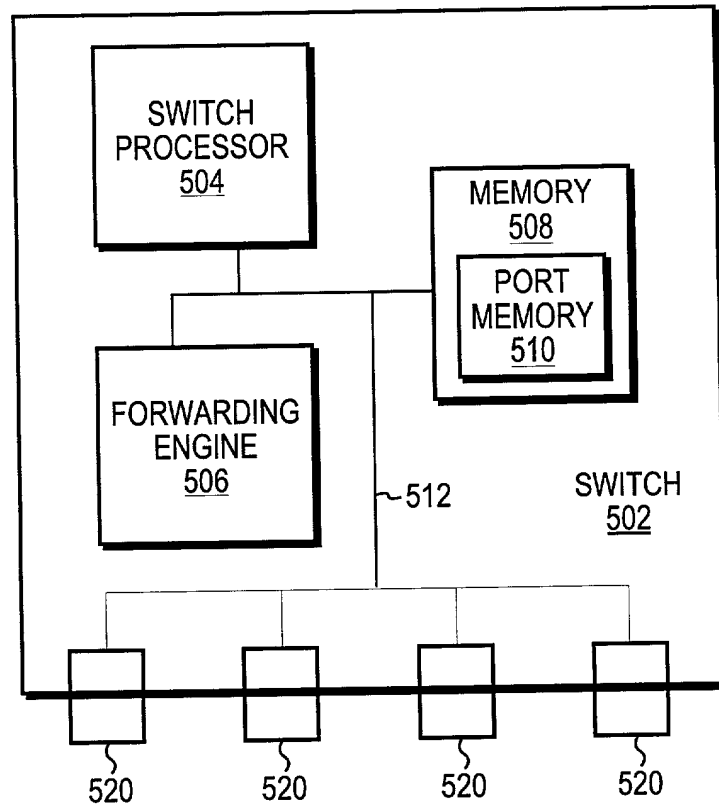 SWITCH
PROCESSOR
504
MEMORY
508
PORT
MEMORY
510
FORWARDING
ENGINE
506
512
SWITCH
502
520
520
520
520